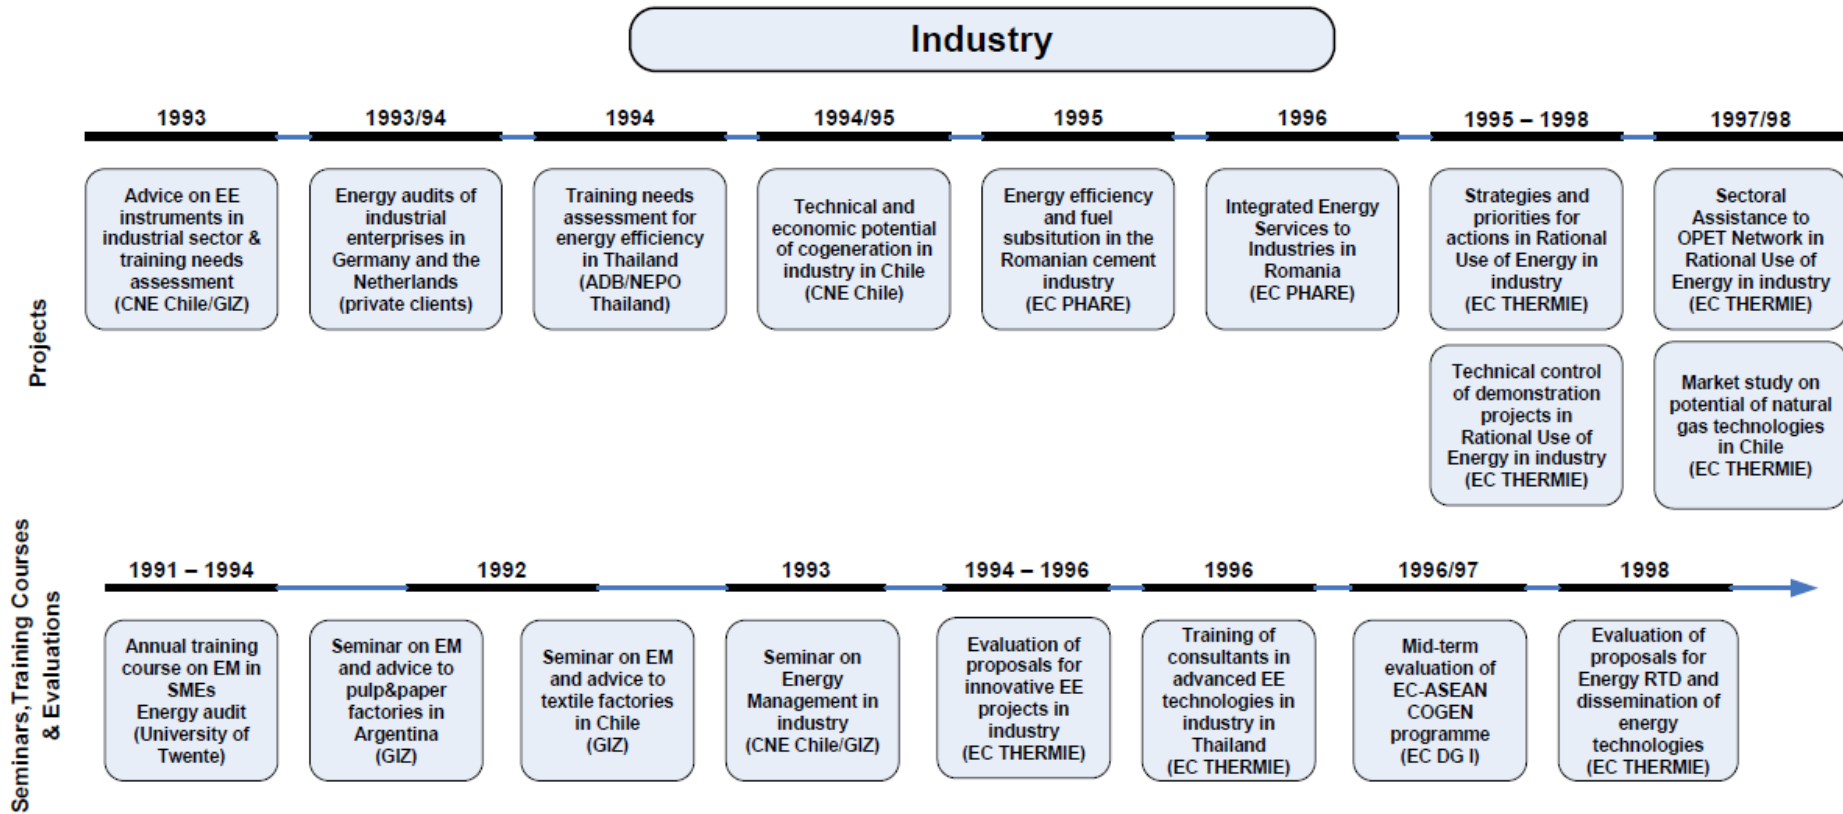 Industry
1993
1993/94
1994
1994/95
1995
1996
1995 – 1998
1997/98
Projects
Advice on EE
instruments in
industrial sector &
training needs
assessment
(CNE Chile/GIZ)
Energy audits of
industrial
enterprises in
Germany and the
Netherlands
(private clients)
Training needs
assessment for
energy efficiency
in Thailand
(ADB/NEPO
Thailand)
Technical and
economic potential
of cogeneration in
industry in Chile
(CNE Chile)
Energy efficiency
and fuel
subsitution in the
Romanian cement
industry
(EC PHARE)
Integrated Energy
Services to
Industries in
Romania
(EC PHARE)
Strategies and
priorities for
actions in Rational
Use of Energy in
industry
(EC THERMIE)
Sectoral
Assistance to
OPET Network in
Rational Use of
Energy in industry
(EC THERMIE)
Technical control
of demonstration
projects in
Rational Use of
Energy in industry
(EC THERMIE)
Market study on
potential of natural
gas technologies
in Chile
(EC THERMIE)
Seminars,Training Courses
& Evaluations
1991 – 1994
1992
1993
1994 – 1996
1996
1996/97
1998
Annual training
course on EM in
SMEs
Energy audit
(University of
Twente)
Seminar on EM
and advice to
pulp&paper
factories in
Argentina
(GIZ)
Seminar on EM
and advice to
textile factories
in Chile
(GIZ)
Seminar on
Energy
Management in
industry
(CNE Chile/GIZ)
Evaluation of
proposals for
innovative EE
projects in
industry
(EC THERMIE)
Training of
consultants in
advanced EE
technologies in
industry in
Thailand
(EC THERMIE)
Mid-term
evaluation of
EC-ASEAN
COGEN
programme
(EC DG I)
Evaluation of
proposals for
Energy RTD and
dissemination of
energy
technologies
(EC THERMIE)